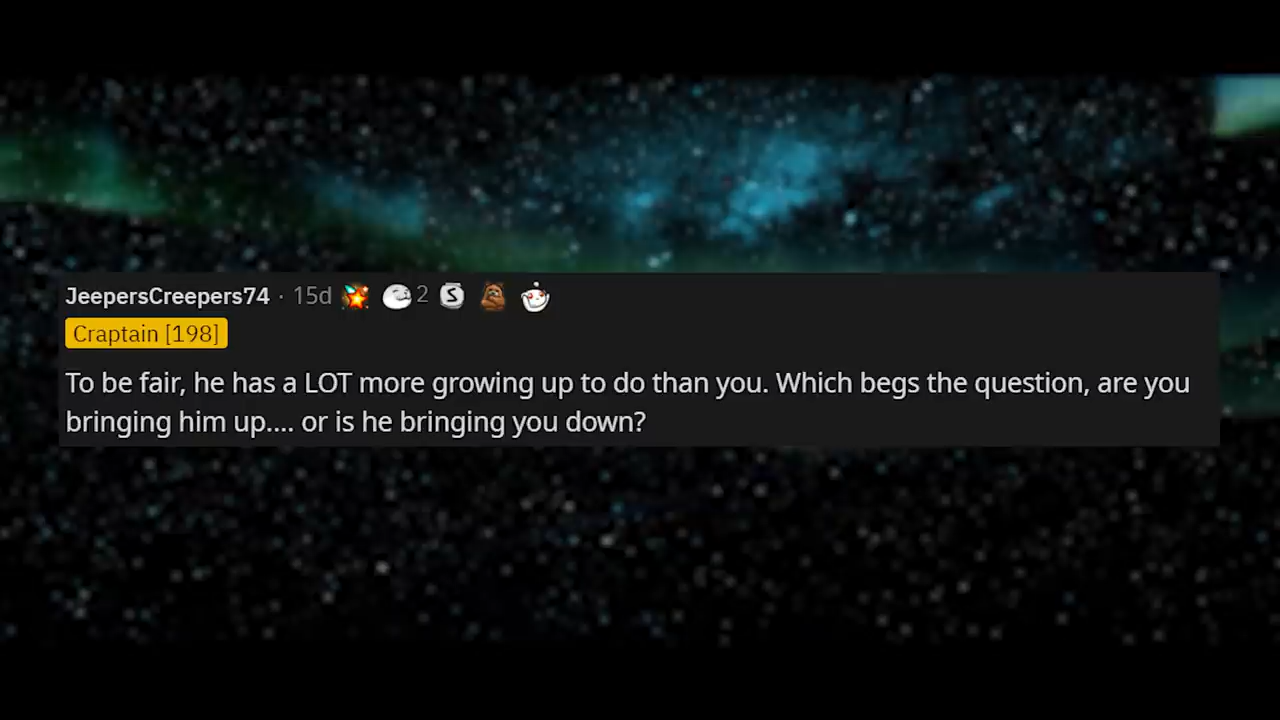 JeepersCreepers74 · 15d 2
Craptain [198]
To be fair, he has a LOT more growing up to do than you. Which begs the question, are you
bringing him up.... or is he bringing you down?